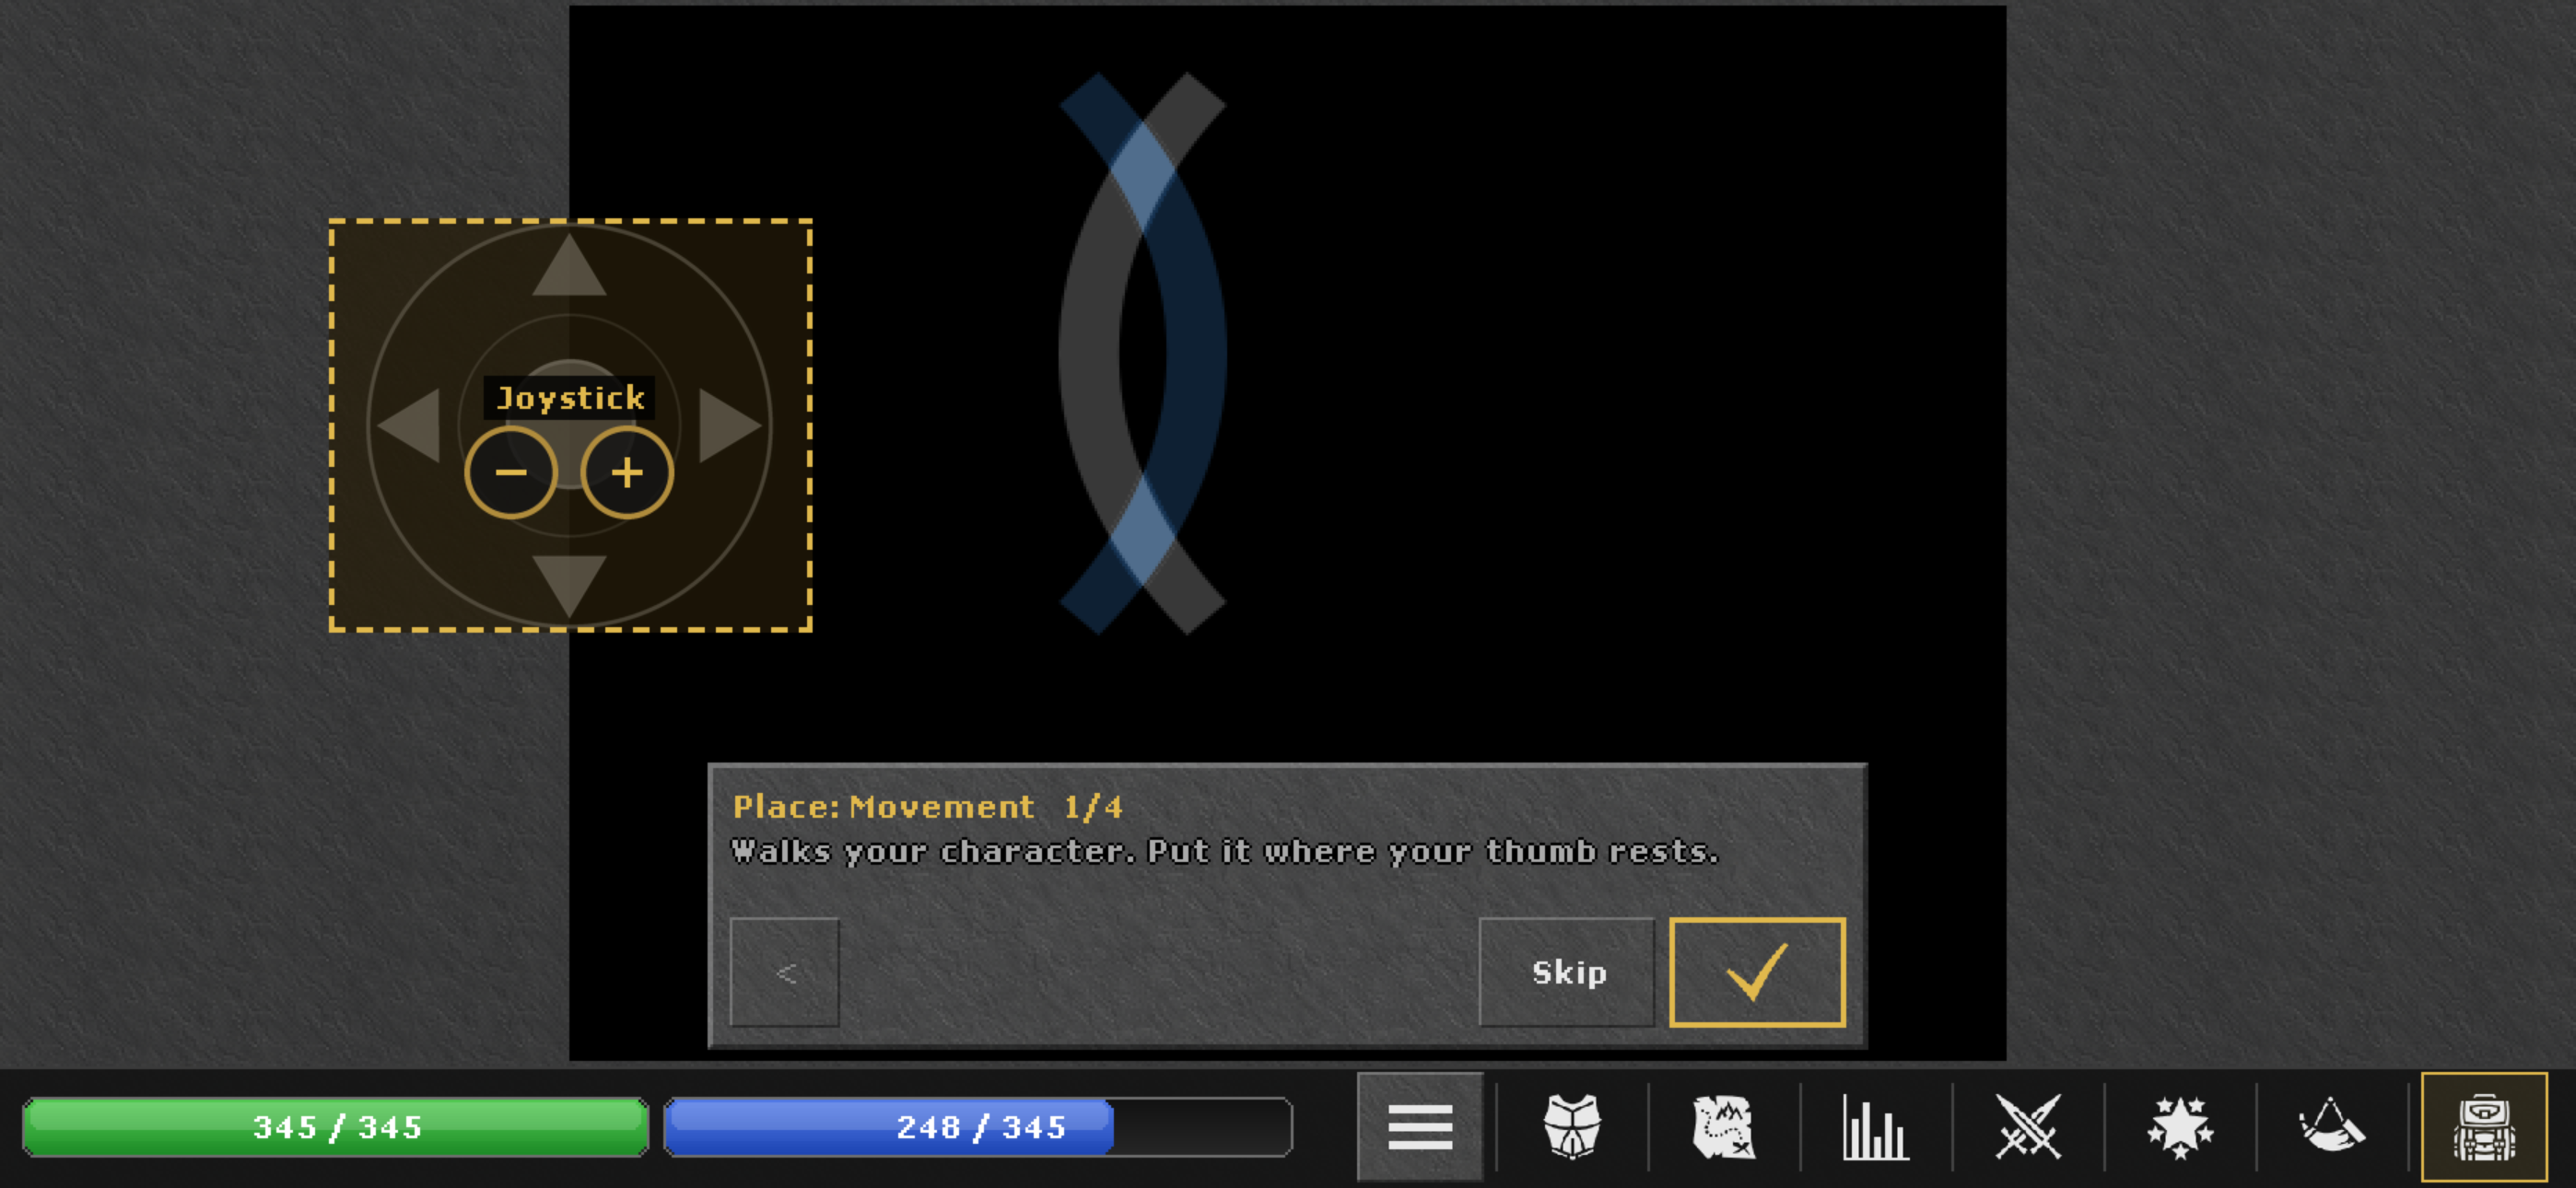 Joystick
Place: Movement 1/4
Walks your character. Put it where your thumb rests.
<
Skip
345 / 345
248 / 345